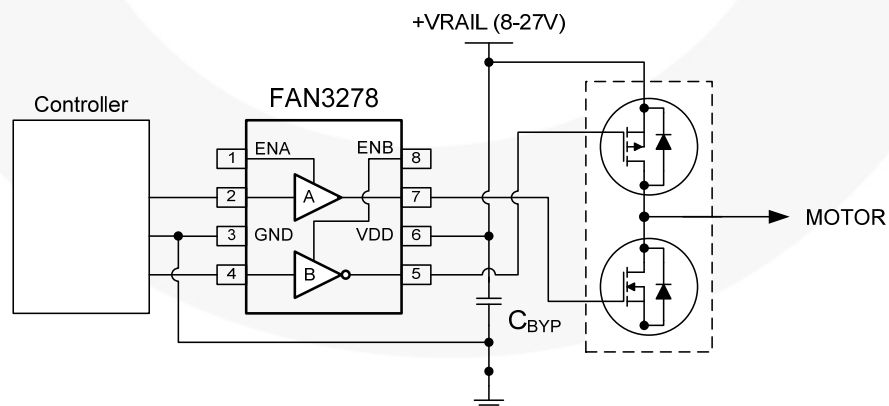 +VRAIL (8-27V)
Controller
FAN3278
1 ENA ENB 8
2 A 7
3 GND VDD 6
4 B 5
MOTOR
CBYP